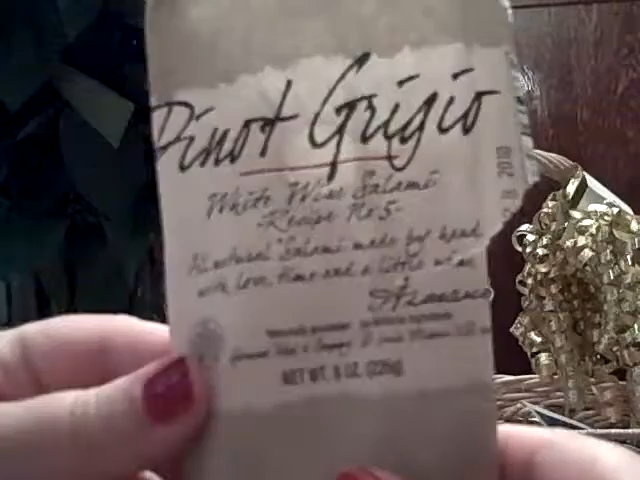 Pinot Grigio
White Wine Salami
-Recipe No 5-
All natural Salami made by hand
with love, time and a little wine
NET WT. 8 OZ. (226g)
2010